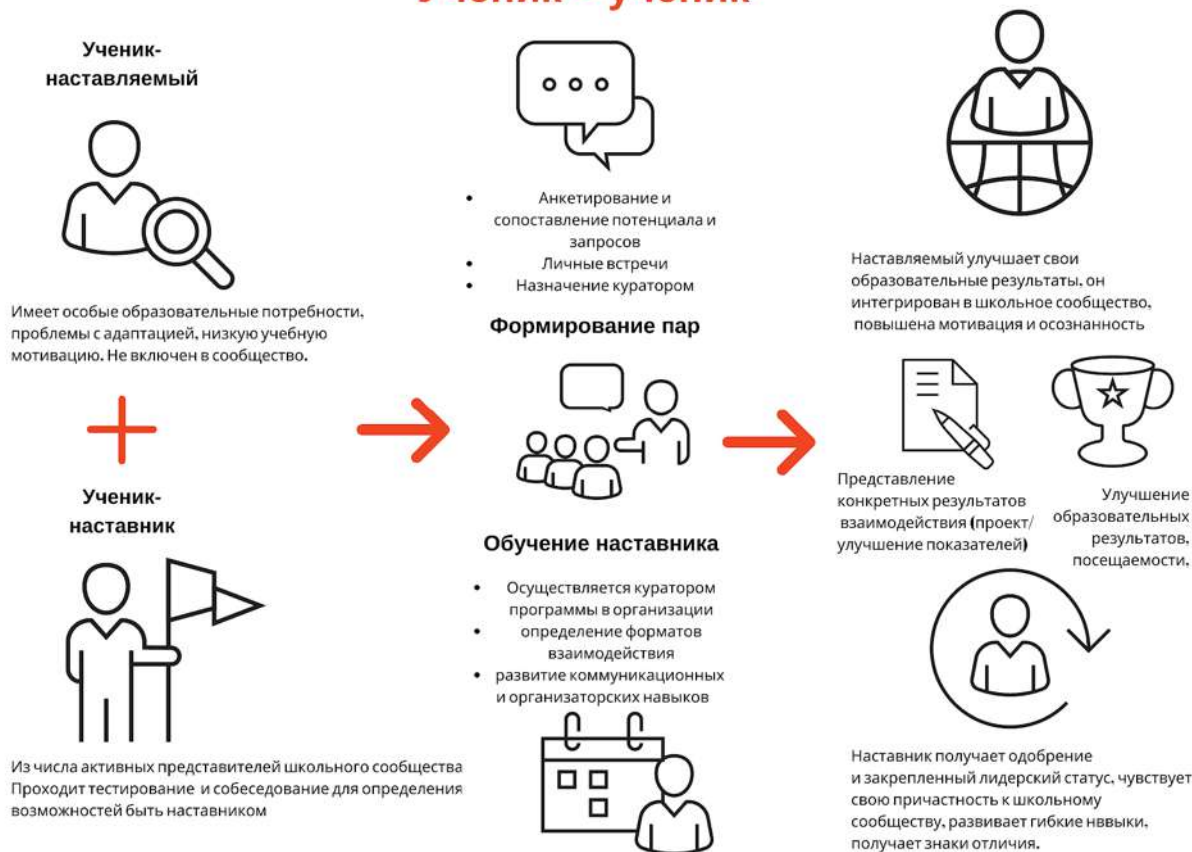 Ученик – ученик
Ученик-
наставляемый
Имеет особые образовательные потребности,
проблемы с адаптацией, низкую учебную
мотивацию. Не включен в сообщество.
Ученик-
наставник
Из числа активных представителей школьного сообщества
Проходит тестирование и собеседование для определения
возможностей быть наставником
• Анкетирование и
сопоставление потенциала и
запросов
• Личные встречи
• Назначение куратором
Формирование пар
Обучение наставника
• Осуществляется куратором
программы в организации
• определение форматов
взаимодействия
• развитие коммуникационных
и организаторских навыков
Наставляемый улучшает свои
образовательные результаты, он
интегрирован в школьное сообщество,
повышена мотивация и осознанность
Представление
конкретных результатов
взаимодействия (проект/
улучшение показателей)
Улучшение
образовательных
результатов,
посещаемости.
Наставник получает одобрение
и закрепленный лидерский статус, чувствует
свою причастность к школьному
сообществу, развивает гибкие нввыки,
получает знаки отличия.